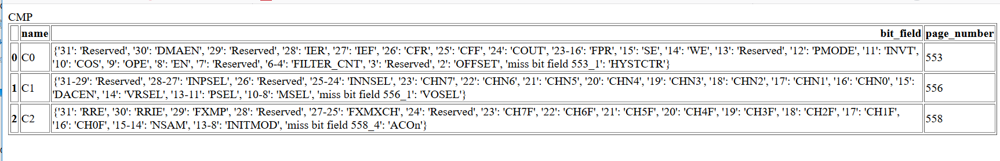 CMP
name bit_field page_number
0 C0 {'31': 'Reserved', '30': 'DMAEN', '29': 'Reserved', '28': 'IER', '27': 'IEF', '26': 'CFR', '25': 'CFF', '24': 'COUT', '23-16': 'FPR', '15': 'SE', '14': 'WE', '13': 'Reserved', '12': 'PMODE', '11': 'INVT', 553
'10': 'COS', '9': 'OPE', '8': 'EN', '7': 'Reserved', '6-4': 'FILTER_CNT', '3': 'Reserved', '2': 'OFFSET', 'miss bit field 553_1': 'HYSTCTR'}
1 C1 {'31-29': 'Reserved', '28-27': 'INPSEL', '26': 'Reserved', '25-24': 'INNSEL', '23': 'CHN7', '22': 'CHN6', '21': 'CHN5', '20': 'CHN4', '19': 'CHN3', '18': 'CHN2', '17': 'CHN1', '16': 'CHN0', '15': 556
'DACEN', '14': 'VRSEL', '13-11': 'PSEL', '10-8': 'MSEL', 'miss bit field 556_1': 'VOSEL'}
2 C2 {'31': 'RRE', '30': 'RRIE', '29': 'FXMP', '28': 'Reserved', '27-25': 'FXMXCH', '24': 'Reserved', '23': 'CH7F', '22': 'CH6F', '21': 'CH5F', '20': 'CH4F', '19': 'CH3F', '18': 'CH2F', '17': 'CH1F', 558
'16': 'CH0F', '15-14': 'NSAM', '13-8': 'INITMOD', 'miss bit field 558_4': 'ACOn'}